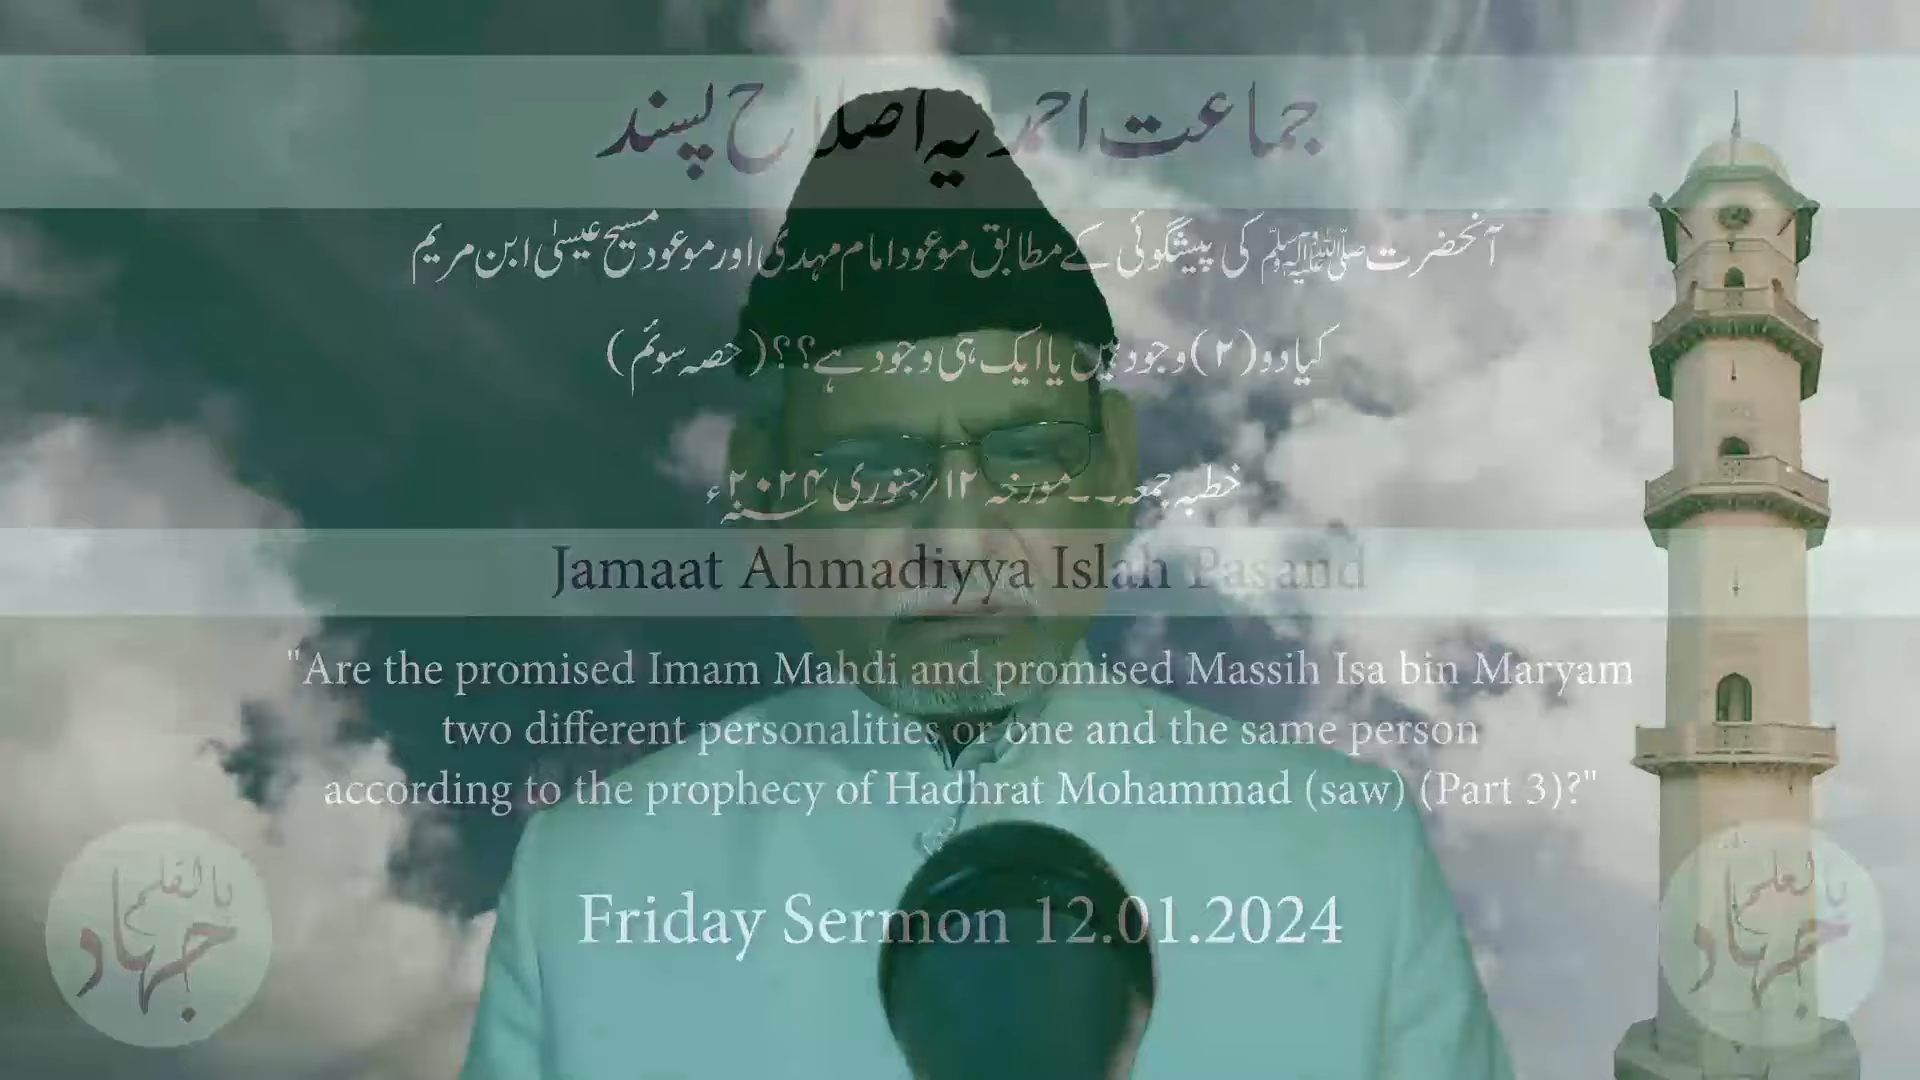 جماعت احمدیہ اصلاح پسند
آنحضرت صلی اللہ علیہ وسلم کی پیشگوئی کے مطابق موعود امام مہدی اور موعود مسیح عیسیٰ ابن مریم
کیا دو (۲) وجود ہیں یا ایک ہی وجود ہے؟؟ (حصہ سوئم)
خطبہ جمعہ۔۔مورخہ ۱۲/جنوری ۲۰۲۴ء
Jamaat Ahmadiyya Islah Pasand
"Are the promised Imam Mahdi and promised Massih Isa bin Maryam
two different personalities or one and the same person
according to the prophecy of Hadhrat Mohammad (saw) (Part 3)?"
Friday Sermon 12.01.2024
جہاد بالقلم
جہاد بالعلم